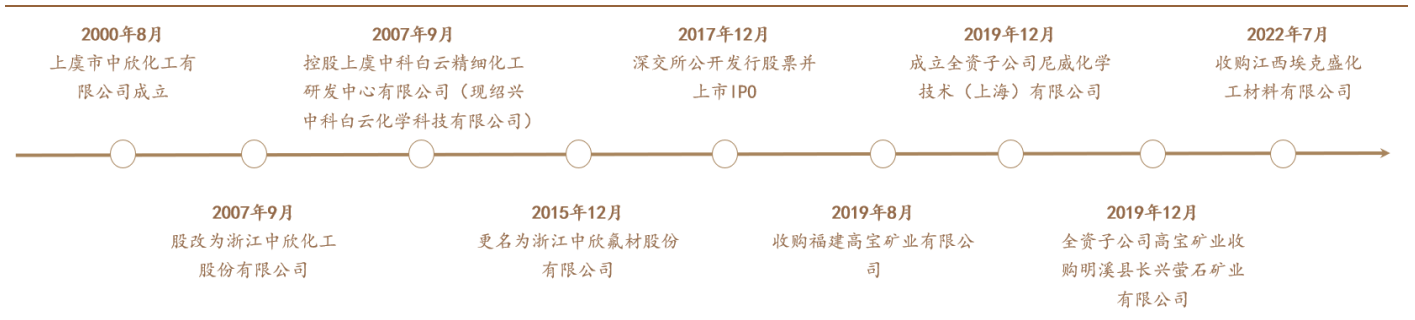 2000年8月
上虞市中欣化工有
限公司成立
2007年9月
控股上虞中科白云精细化工
研发中心有限公司（现绍兴
中科白云化学科技有限公司）
2017年12月
深交所公开发行股票并
上市IPO
2019年12月
成立全资子公司尼威化学
技术（上海）有限公司
2022年7月
收购江西埃克盛化
工材料有限公司
2007年9月
股改为浙江中欣化工
股份有限公司
2015年12月
更名为浙江中欣氟材股份
有限公司
2019年8月
收购福建高宝矿业有限公
司
2019年12月
全资子公司高宝矿业收
购明溪县长兴萤石矿业
有限公司